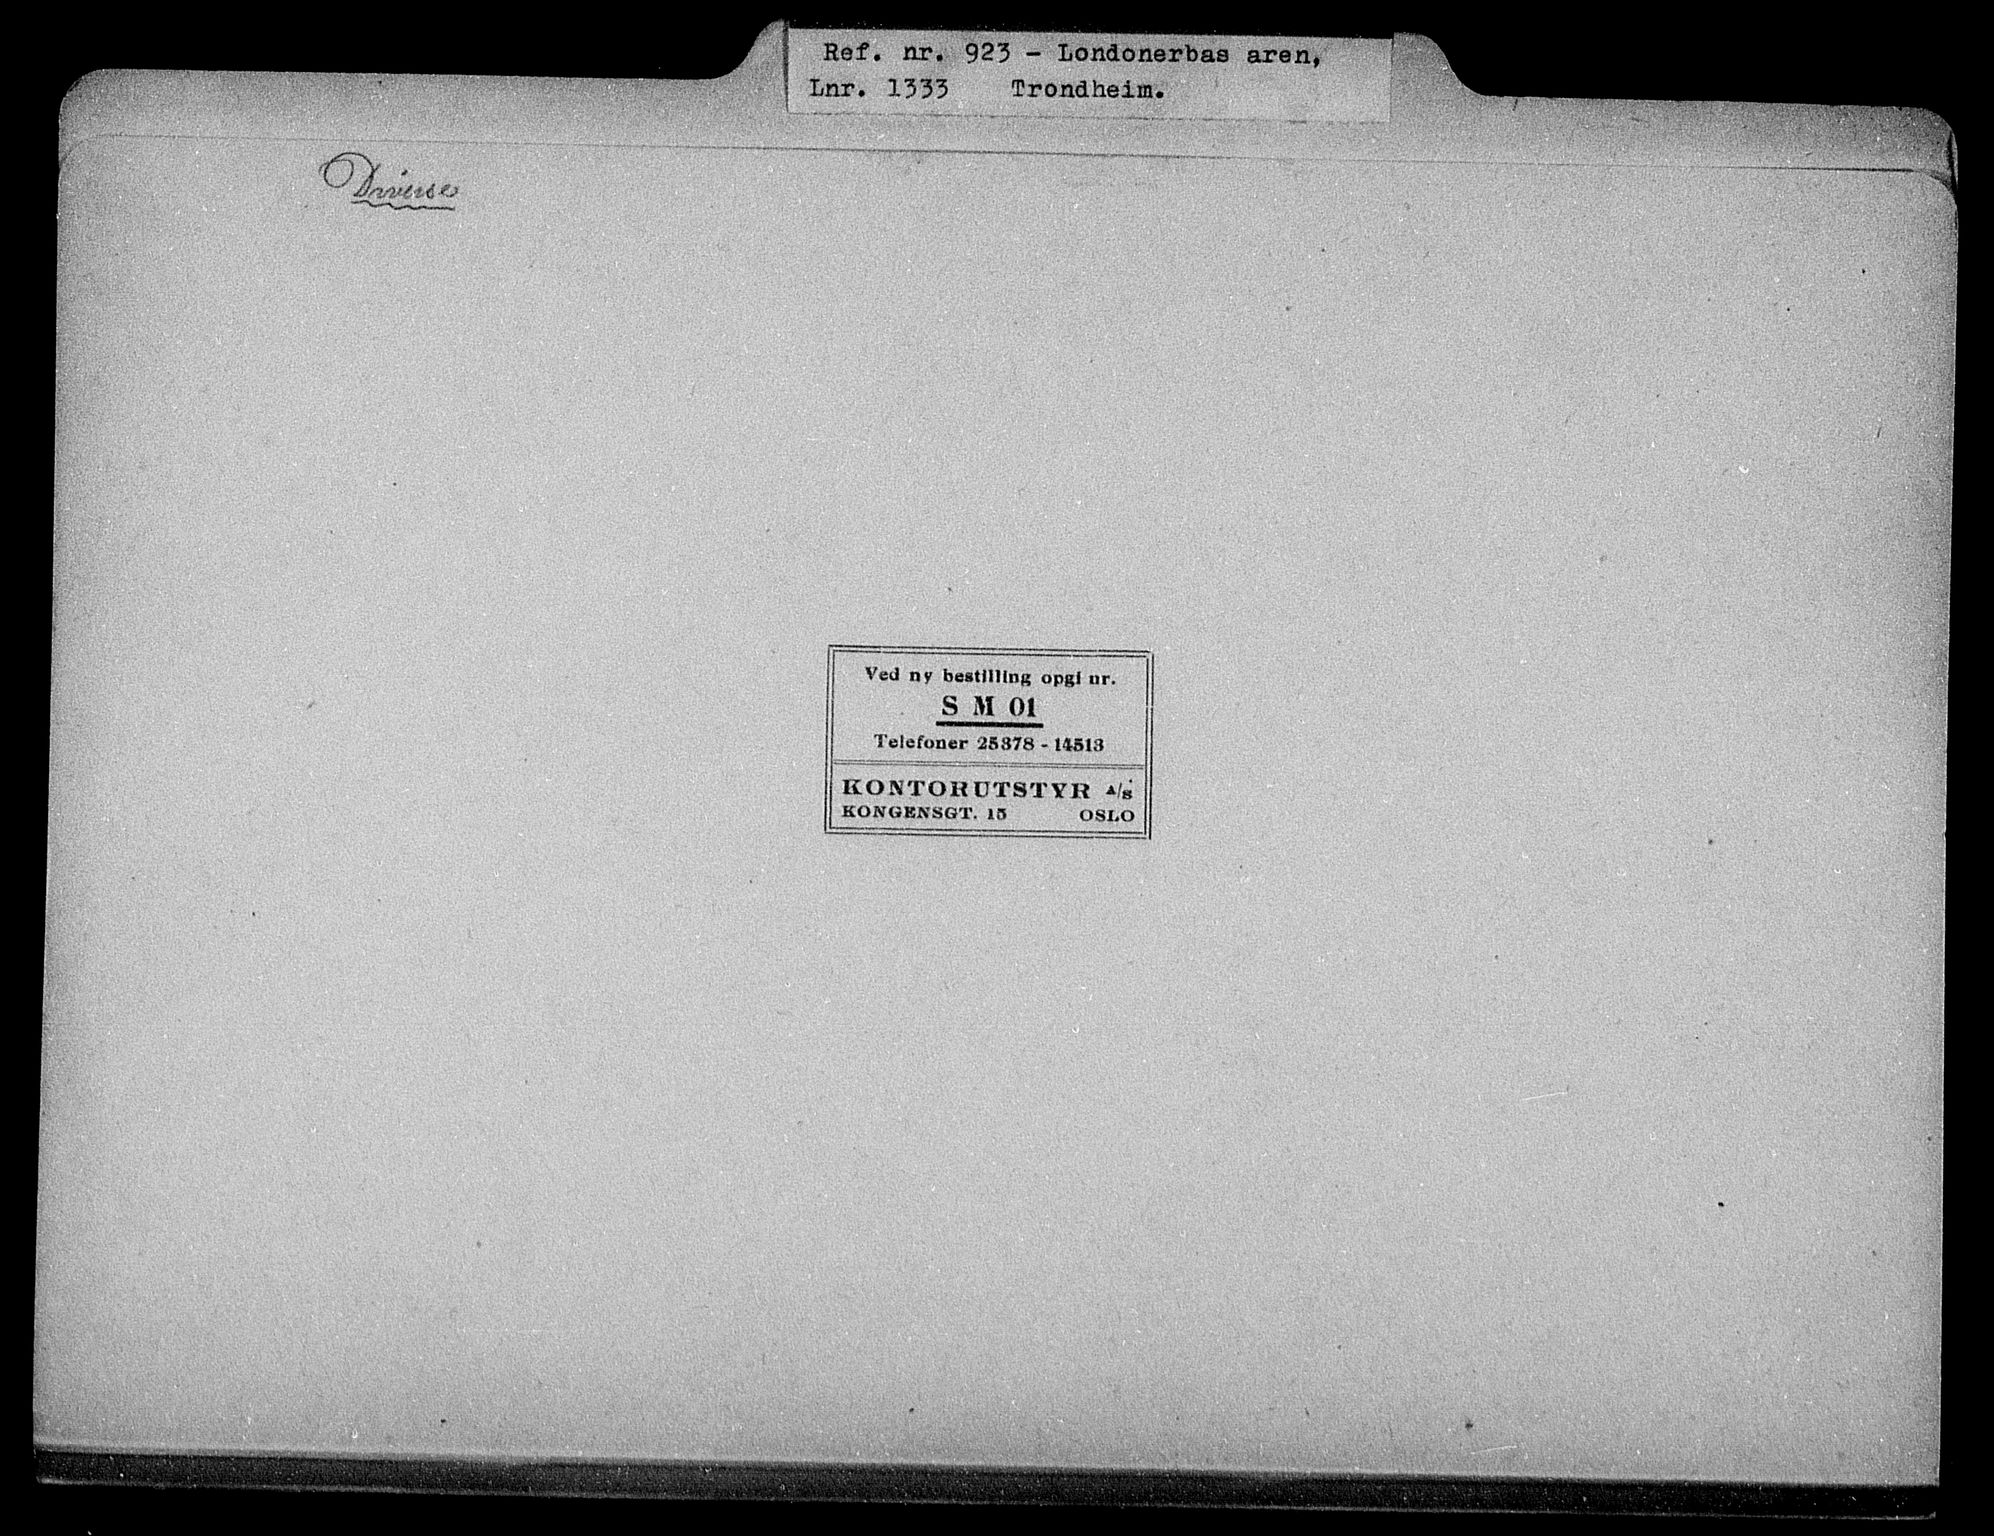 Ref. nr. 923 - Londonerbas aren,
Lnr. 1333 Trondheim.
Diverse
Ved ny bestilling opgi nr.
S M 01
Telefoner 25378 - 14513
KONTORUTSTYR A/S
KONGENSGT. 15 OSLO